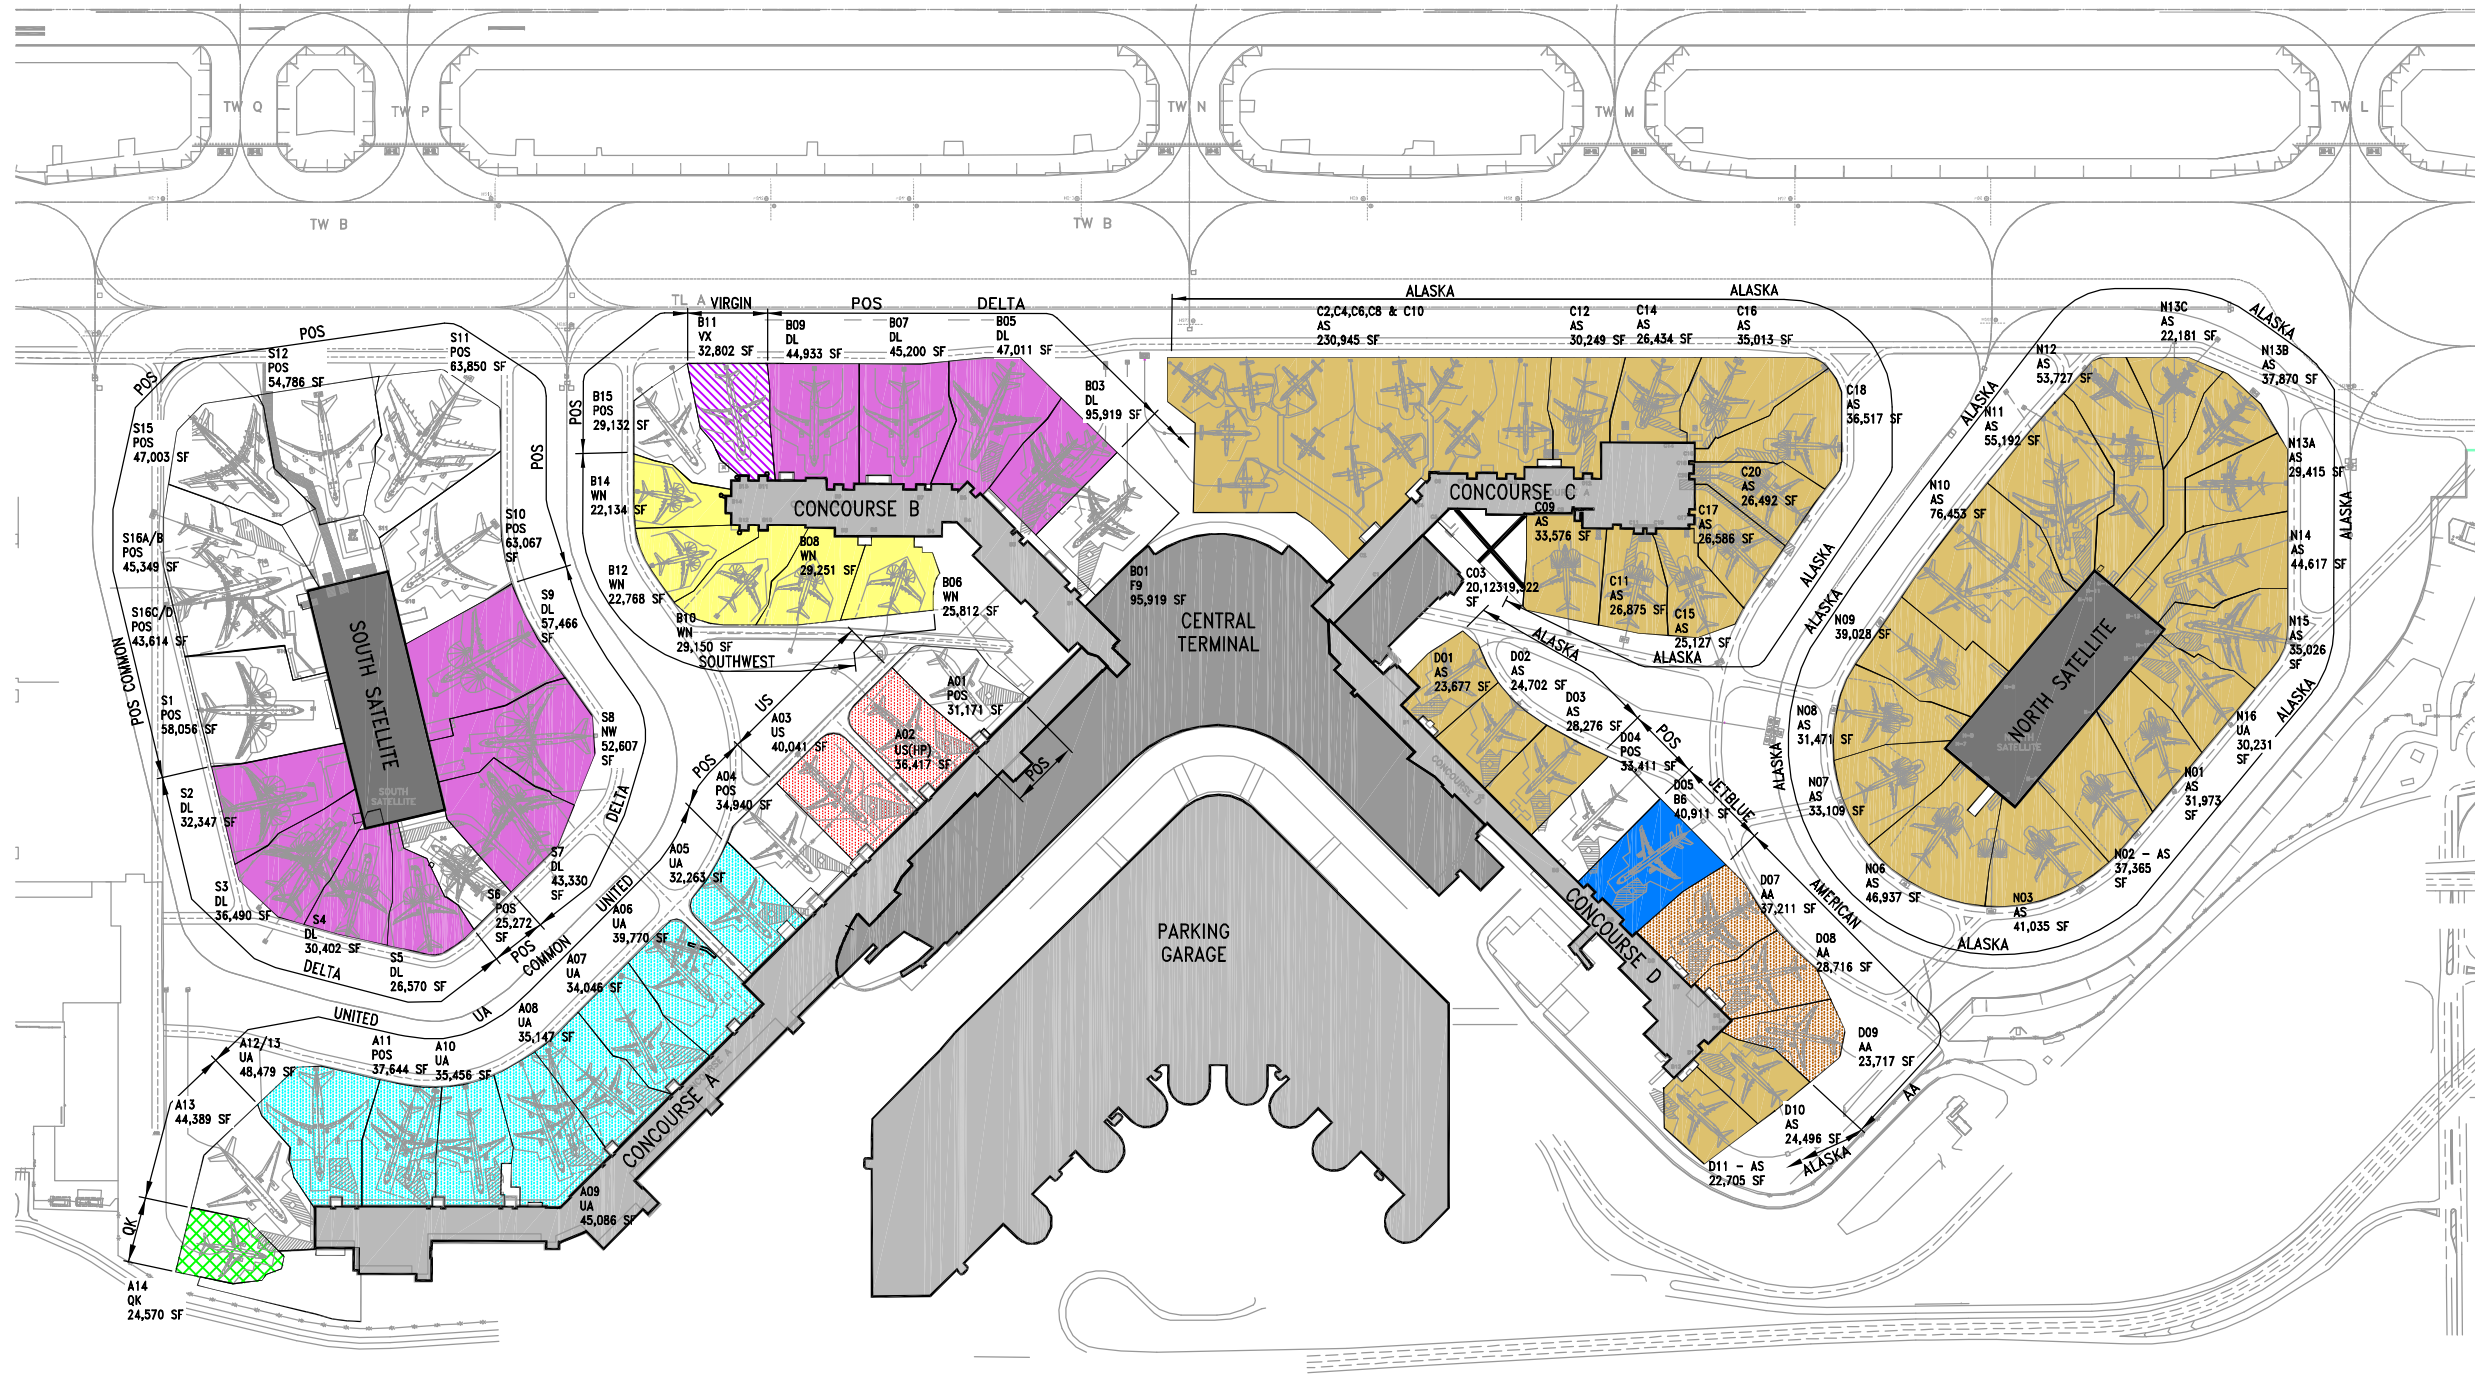 TW Q
TW P
TW N
TW M
TW L
TW B
TW B
TL A
VIRGIN
POS
DELTA
ALASKA
ALASKA
POS
S12
POS
54,786 SF
S11
POS
63,850 SF
POS
S15
POS
47,003 SF
S16A/B
POS
45,349 SF
S16C/D
POS
43,614 SF
POS COMMON
S1
POS
58,056 SF
S10
POS
63,067
SF
POS
S9
DL
57,466
SF
S8
NW
52,607
SF
DELTA
S7
DL
43,330
SF
S6
POS
25,272
SF
S2
DL
32,347 SF
S3
DL
36,490 SF
S4
DL
30,402 SF
S5
DL
26,570 SF
DELTA
POS
COMMON
UNITED
SOUTH SATELLITE
SOUTH
SATELLITE
B11
VX
32,802 SF
B09
DL
44,933 SF
B07
DL
45,200 SF
B05
DL
47,011 SF
B03
DL
95,919 SF
POS
B15
POS
29,132 SF
B14
WN
22,134 SF
B12
WN
22,768 SF
B10
WN
29,150 SF
B08
WN
29,251 SF
B06
WN
25,812 SF
B01
F9
95,919 SF
CONCOURSE B
SOUTHWEST
US
POS
A01
POS
31,171 SF
A02
US(HP)
36,417 SF
A03
US
40,041 SF
A04
POS
34,940 SF
A05
UA
32,263 SF
A06
UA
39,770 SF
A07
UA
34,046 SF
A08
UA
35,147 SF
A09
UA
45,086 SF
A10
UA
35,456 SF
A11
POS
37,644 SF
A12/13
UA
48,479 SF
A13
44,389 SF
A14
QK
24,570 SF
QK
UNITED
UA
POS
CONCOURSE A
CENTRAL
TERMINAL
PARKING
GARAGE
C2,C4,C6,C8 & C10
AS
230,945 SF
C12
AS
30,249 SF
C14
AS
26,434 SF
C16
AS
35,013 SF
C18
AS
36,517 SF
C20
AS
26,492 SF
C17
AS
26,586 SF
C09
AS
33,576 SF
C11
AS
26,875 SF
C15
AS
25,127 SF
C03
20,12319,322
SF
CONCOURSE C
ALASKA
ALASKA
ALASKA
D01
AS
23,677 SF
D02
AS
24,702 SF
D03
AS
28,276 SF
D04
POS
33,411 SF
D05
B6
40,911 SF
D07
AA
37,211 SF
D08
AA
28,716 SF
D09
AA
23,717 SF
D10
AS
24,496 SF
D11 - AS
22,705 SF
POS
JETBLUE
AMERICAN
AA
ALASKA
CONCOURSE D
CONCOURSE D
N13C
AS
22,181 SF
N13B
AS
37,870 SF
N13A
AS
29,415 SF
N12
AS
53,727 SF
N11
AS
55,192 SF
N10
AS
76,453 SF
N09
AS
39,028 SF
N08
AS
31,471 SF
N07
AS
33,109 SF
N06
AS
46,937 SF
N03
AS
41,035 SF
N02 - AS
37,365
SF
N01
AS
31,973
SF
N16
UA
30,231
SF
N15
AS
35,026
SF
N14
AS
44,617 SF
NORTH SATELLITE
SATELLITE
ALASKA
ALASKA
ALASKA
ALASKA
ALASKA
ALASKA
ALASKA